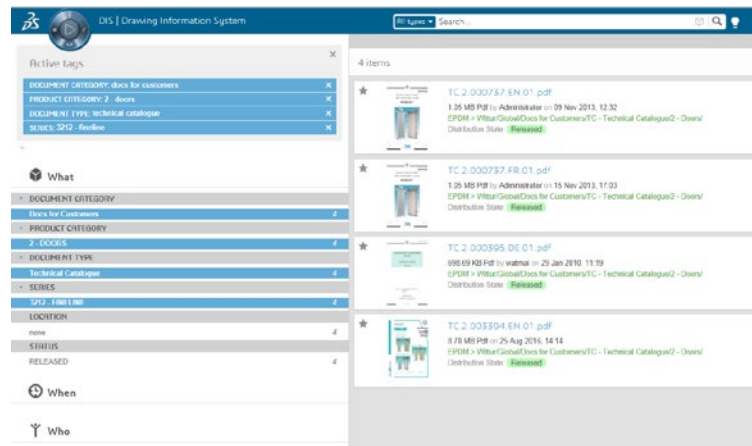 DIS | Drawing Information System
All types
Search...
Active tags
DOCUMENT CATEGORY: docs for customers
PRODUCT CATEGORY: 2 - doors
DOCUMENT TYPE: technical catalogue
SERIES: 3212 - fineline
What
DOCUMENT CATEGORY
Docs for Customers 4
PRODUCT CATEGORY
2 - DOORS 4
DOCUMENT TYPE
Technical Catalogue 4
SERIES
3212 - FINELINE 4
LOCATION
none 4
STATUS
RELEASED 4
When
Who
4 items
TC.2.000737.EN.01.pdf
1.05 MB Pdf by Administrator on 09 Nov 2013, 12:32
EPDM > Wittur/Global/Docs for Customers/TC - Technical Catalogue/2 - Doors/
Distribution State: Released
TC.2.000737.FR.01.pdf
1.05 MB Pdf by Administrator on 15 Nov 2013, 17:03
EPDM > Wittur/Global/Docs for Customers/TC - Technical Catalogue/2 - Doors/
Distribution State: Released
TC.2.000395.DE.01.pdf
698.69 KB Pdf by watmai on 29 Jan 2010, 11:19
EPDM > Wittur/Global/Docs for Customers/TC - Technical Catalogue/2 - Doors/
Distribution State: Released
TC.2.003304.EN.01.pdf
8.78 MB Pdf on 25 Aug 2016, 14:14
EPDM > Wittur/Global/Docs for Customers/TC - Technical Catalogue/2 - Doors/
Distribution State: Released